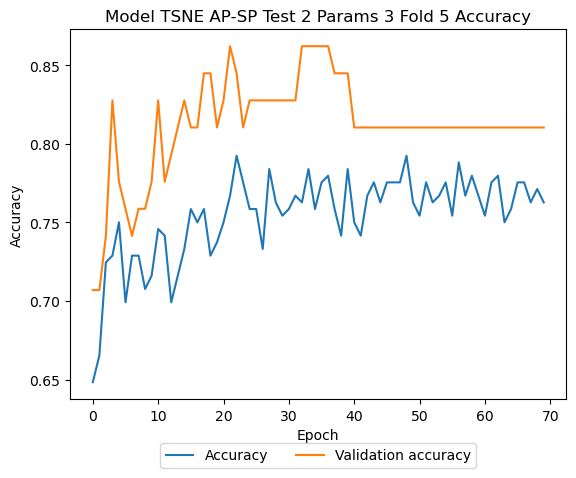 Model TSNE AP-SP Test 2 Params 3 Fold 5 Accuracy
0.85
0.80
0.75
0.70
0.65
Accuracy
0 10 20 30 40 50 60 70
Epoch
Accuracy Validation accuracy